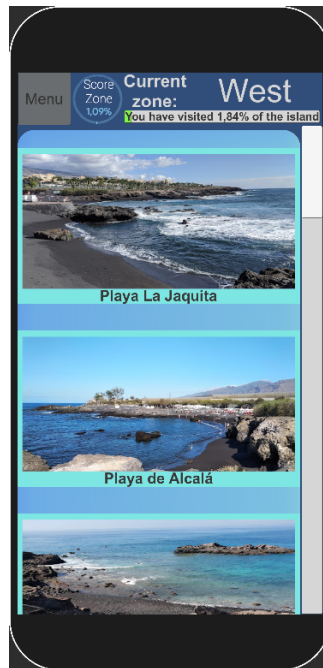 Menu
Score
Zone
1,09%
Current
zone:
West
You have visited 1,84% of the island
Playa La Jaquita
Playa de Alcalá